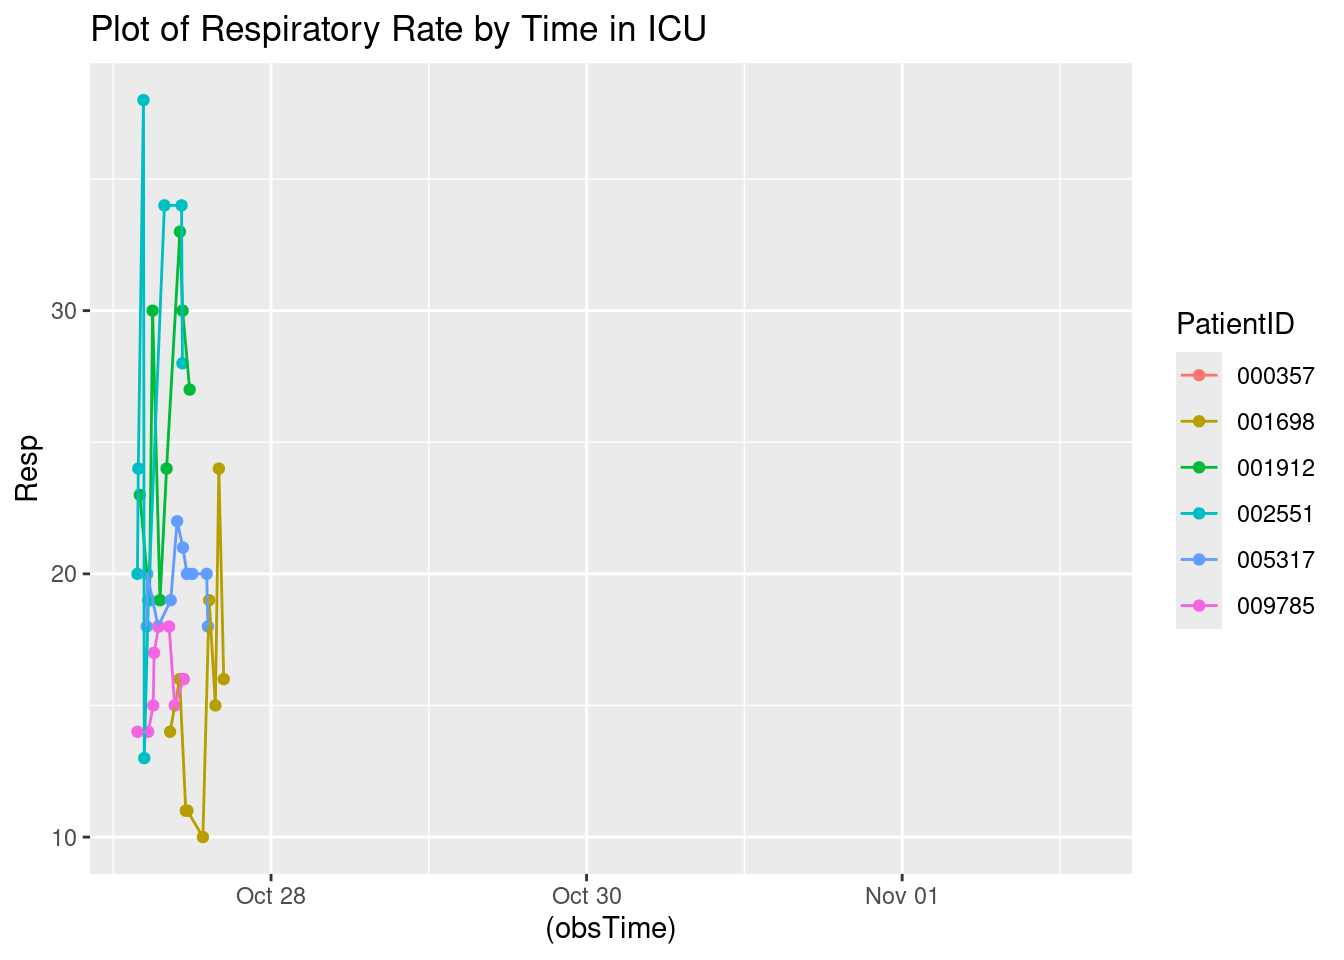 Plot of Respiratory Rate by Time in ICU
30
20
10
Resp
Oct 28
Oct 30
Nov 01
(obsTime)
PatientID
000357
001698
001912
002551
005317
009785